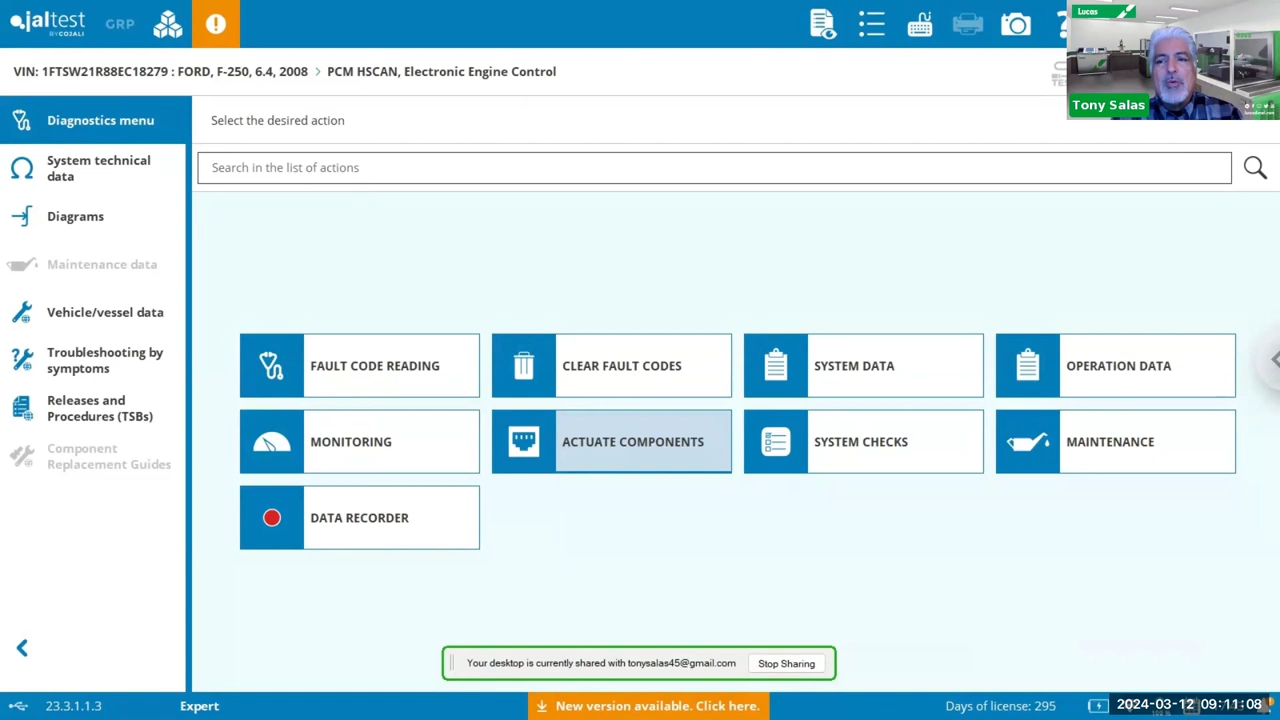 jaltest
BY COJALI
GRP
Lucas
VIN: 1FTSW21R88EC18279 : FORD, F-250, 6.4, 2008 > PCM HSCAN, Electronic Engine Control
Tony Salas
Diagnostics menu
Select the desired action
System technical
data
Search in the list of actions
Diagrams
Maintenance data
Vehicle/vessel data
Troubleshooting by
symptoms
Releases and
Procedures (TSBs)
Component
Replacement Guides
FAULT CODE READING
CLEAR FAULT CODES
SYSTEM DATA
OPERATION DATA
MONITORING
ACTUATE COMPONENTS
SYSTEM CHECKS
MAINTENANCE
DATA RECORDER
Your desktop is currently shared with tonysalas45@gmail.com
Stop Sharing
23.3.1.1.3
Expert
New version available. Click here.
Days of license: 295
2024-03-12 09:11:08